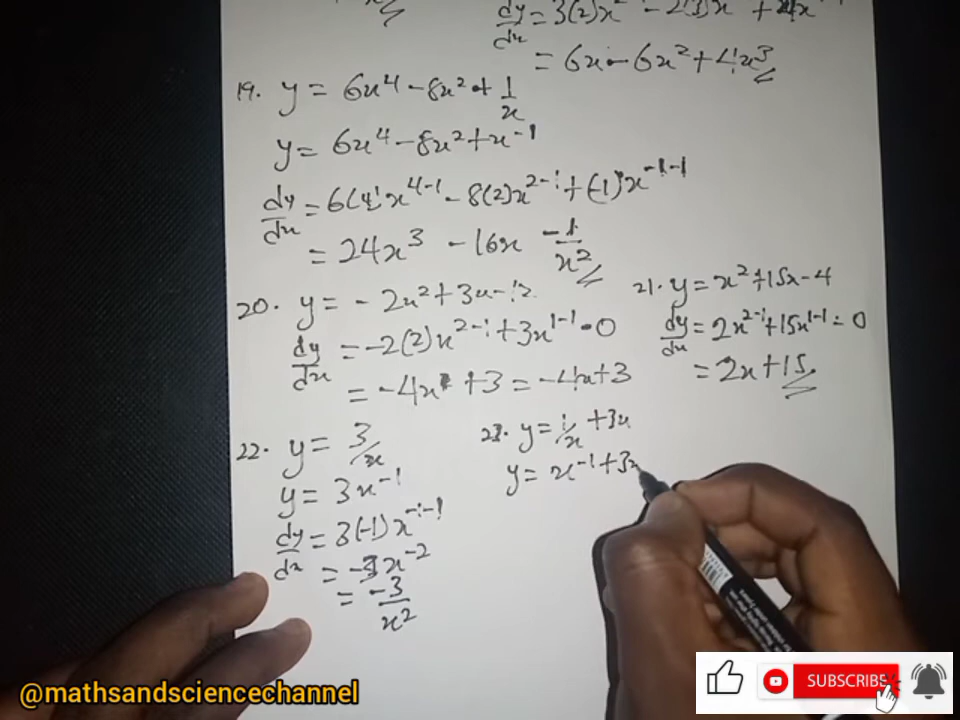 dy/dx = 3(2)x - 2(3)x + 4x
= 6x - 6x² + 4x³
19. y = 6x⁴ - 8x² + 1/x
y = 6x⁴ - 8x² + x⁻¹
dy/dx = 6(4)x⁴⁻¹ - 8(2)x²⁻¹ + (-1)x⁻¹⁻¹
= 24x³ - 16x - 1/x²
20. y = -2x² + 3x - 12
dy/dx = -2(2)x²⁻¹ + 3x¹⁻¹ - 0
= -4x + 3 = -4x + 3
21. y = x² + 15x - 4
dy/dx = 2x²⁻¹ + 15x¹⁻¹ - 0
= 2x + 15
22. y = 3/x
y = 3x⁻¹
dy/dx = 3(-1)x⁻¹⁻¹
= -3x⁻²
= -3/x²
23. y = 1/x + 3x
y = x⁻¹ + 3x
@mathsandsciencechannel
SUBSCRIBE